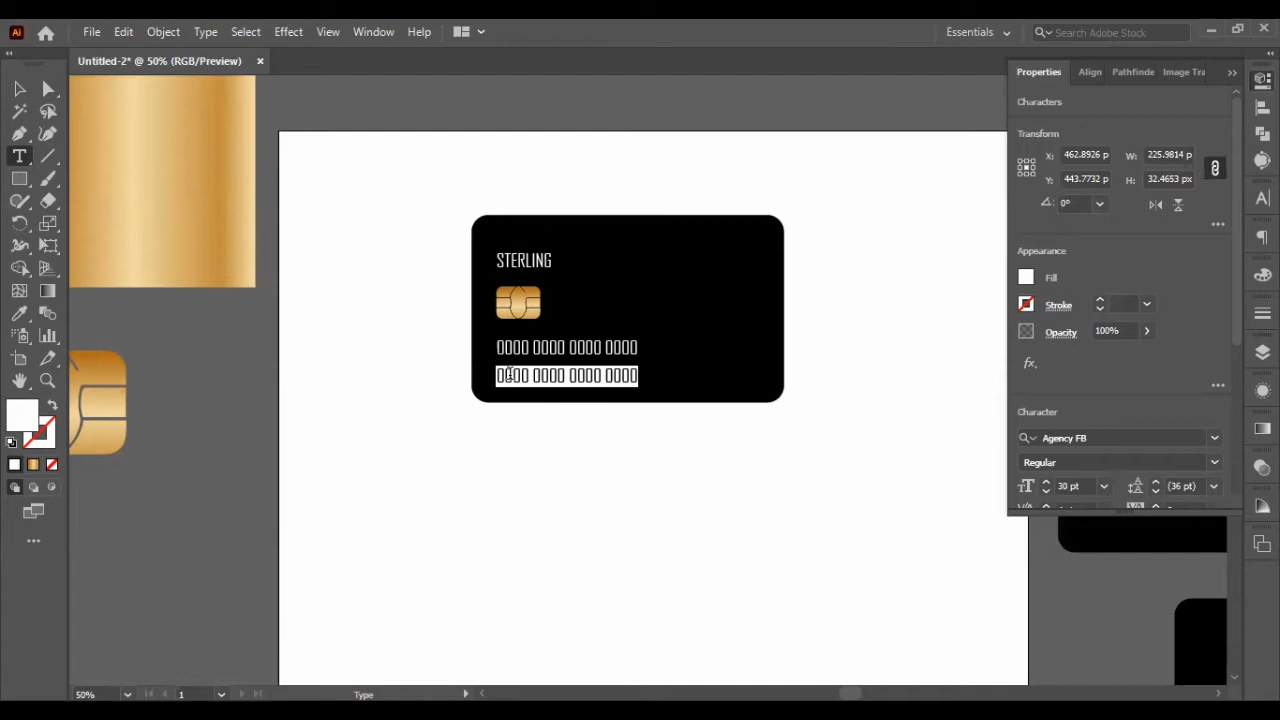 Ai File Edit Object Type Select Effect View Window Help Essentials Search Adobe Stock
Untitled-2* @ 50% (RGB/Preview)
Properties Align Pathfinde Image Tra
Characters
Transform
X: 462.8926 p W: 225.9814 p
Y: 443.7732 p H: 32.4653 px
0°
Appearance
Fill
Stroke
Opacity 100%
fx.
Character
Agency FB
Regular
30 pt (36 pt)
STERLING
0000 0000 0000 0000
0000 0000 0000 0000
50% 1 Type